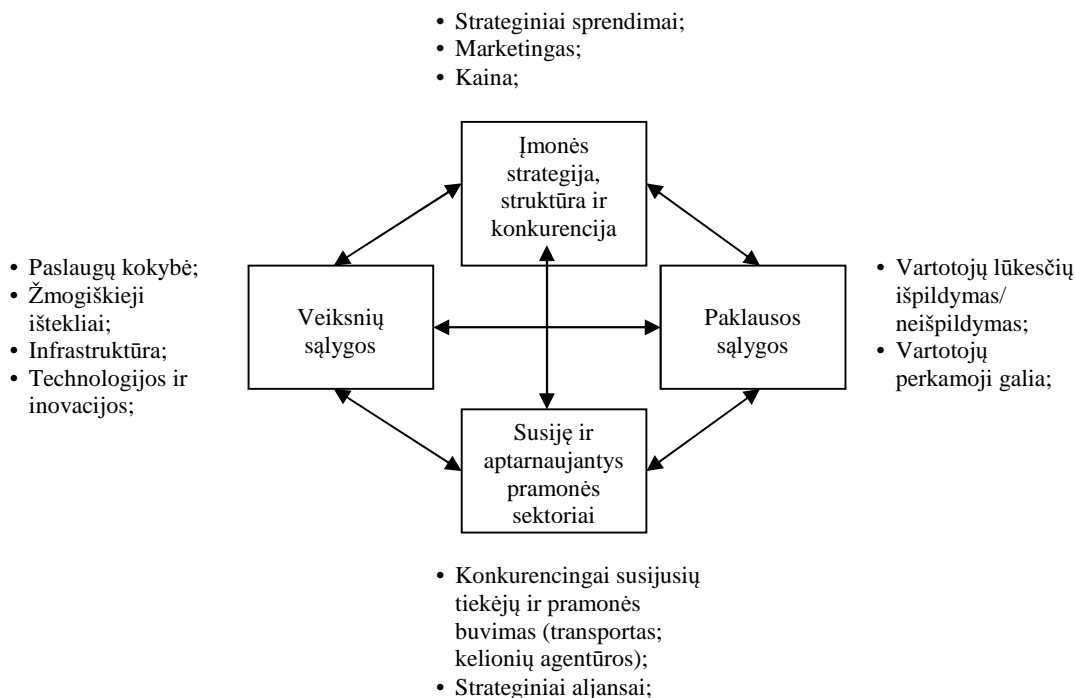 • Strateginiai sprendimai;
• Marketingas;
• Kaina;
Įmonės
strategija,
struktūra ir
konkurencija
• Paslaugų kokybė;
• Žmogiškieji
ištekliai;
• Infrastruktūra;
• Technologijos ir
inovacijos;
Veiksnių
sąlygos
Paklausos
sąlygos
• Vartotojų lūkesčių
išpildymas/
neišpildymas;
• Vartotojų
perkamoji galia;
Susiję ir
aptarnaujantys
pramonės
sektoriai
• Konkurencingai susijusių
tiekėjų ir pramonės
buvimas (transportas;
kelionių agentūros);
• Strateginiai aljansai;